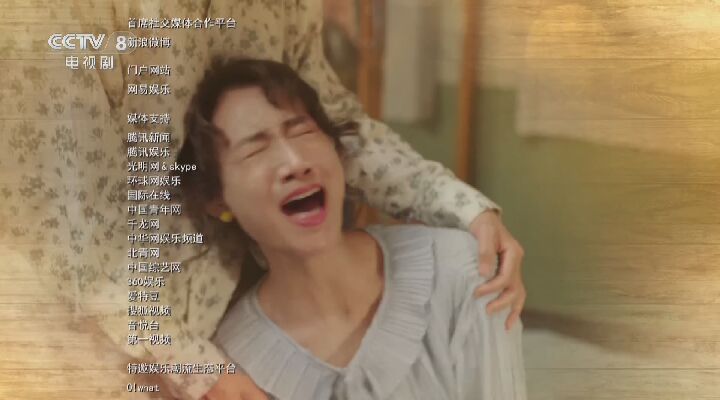 首席社交媒体合作平台
CCTV 8
新浪微博
电视剧
门户网站
网易娱乐
媒体支持
腾讯新闻
腾讯娱乐
光明网&skype
环球网娱乐
国际在线
中国青年网
千龙网
中华网娱乐频道
北青网
中国综艺网
360娱乐
爱特豆
搜狐视频
音悦台
第一视频
特邀娱乐潮流生态平台
O!what